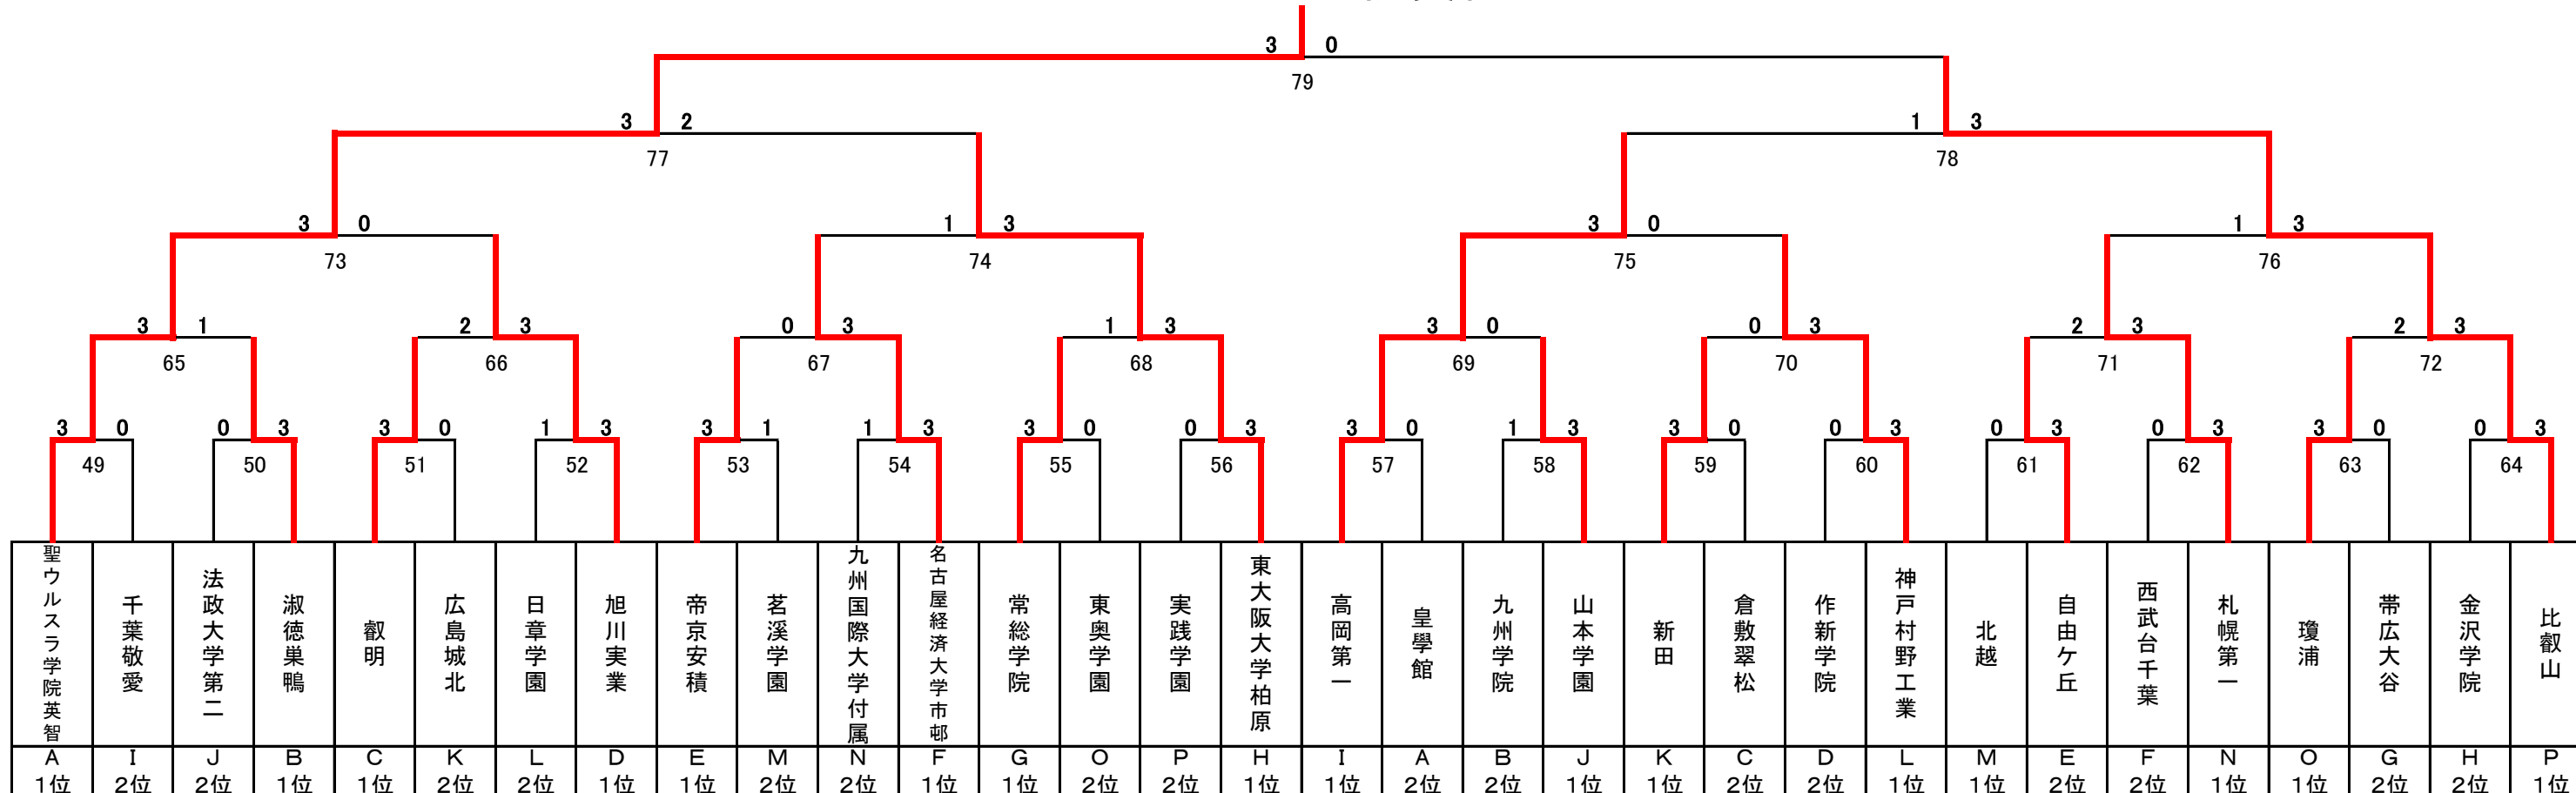 3 0
79
3 2 1 3
77 78
3 0 1 3 3 0 1 3
73 74 75 76
3 1 2 3 0 3 1 3 3 0 0 3 2 3 2 3
65 66 67 68 69 70 71 72
3 0 0 3 3 0 1 3 3 1 1 3 3 0 0 3 3 0 1 3 3 0 0 3 0 3 0 3 3 0 0 3
49 50 51 52 53 54 55 56 57 58 59 60 61 62 63 64
聖ウルスラ学院英智
千葉敬愛
法政大学第二
淑徳巣鴨
叡明
広島城北
日章学園
旭川実業
帝京安積
茗溪学園
九州国際大学付属
名古屋経済大学市邨
常総学院
東奥学園
実践学園
東大阪大学柏原
高岡第一
皇學館
九州学院
山本学園
新田
倉敷翠松
作新学院
神戸村野工業
北越
自由ケ丘
西武台千葉
札幌第一
瓊浦
帯広大谷
金沢学院
比叡山
A I J B C K L D E M N F G O P H I A B J K C D L M E F N O G H P
1位 2位 2位 1位 1位 2位 2位 1位 1位 2位 2位 1位 1位 2位 2位 1位 1位 2位 2位 1位 1位 2位 2位 1位 1位 2位 2位 1位 1位 2位 2位 1位